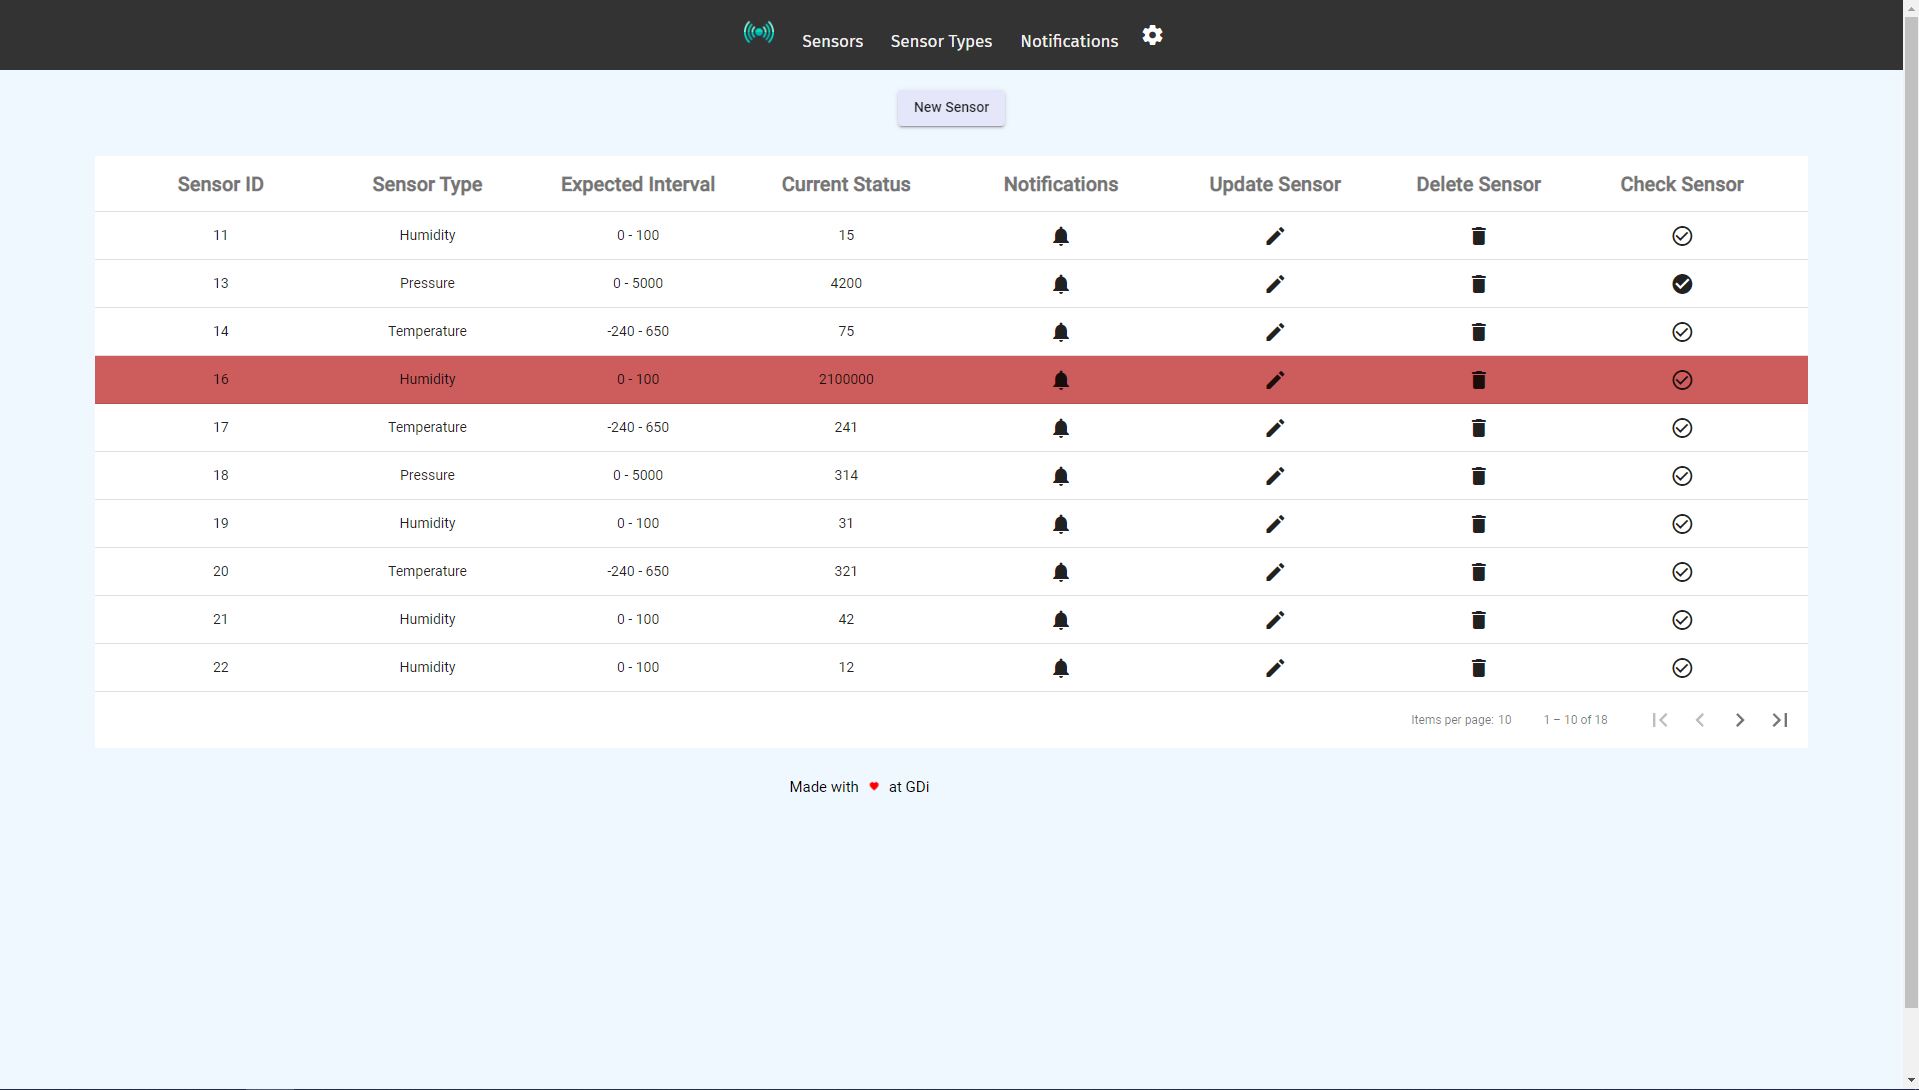 Sensors Sensor Types Notifications
New Sensor
Sensor ID Sensor Type Expected Interval Current Status Notifications Update Sensor Delete Sensor Check Sensor
11 Humidity 0 - 100 15
13 Pressure 0 - 5000 4200
14 Temperature -240 - 650 75
16 Humidity 0 - 100 2100000
17 Temperature -240 - 650 241
18 Pressure 0 - 5000 314
19 Humidity 0 - 100 31
20 Temperature -240 - 650 321
21 Humidity 0 - 100 42
22 Humidity 0 - 100 12
Items per page: 10 1 – 10 of 18
Made with ♥ at GDi